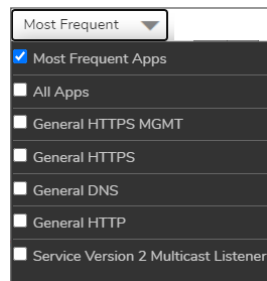 Most Frequent
Most Frequent Apps
All Apps
General HTTPS MGMT
General HTTPS
General DNS
General HTTP
Service Version 2 Multicast Listener